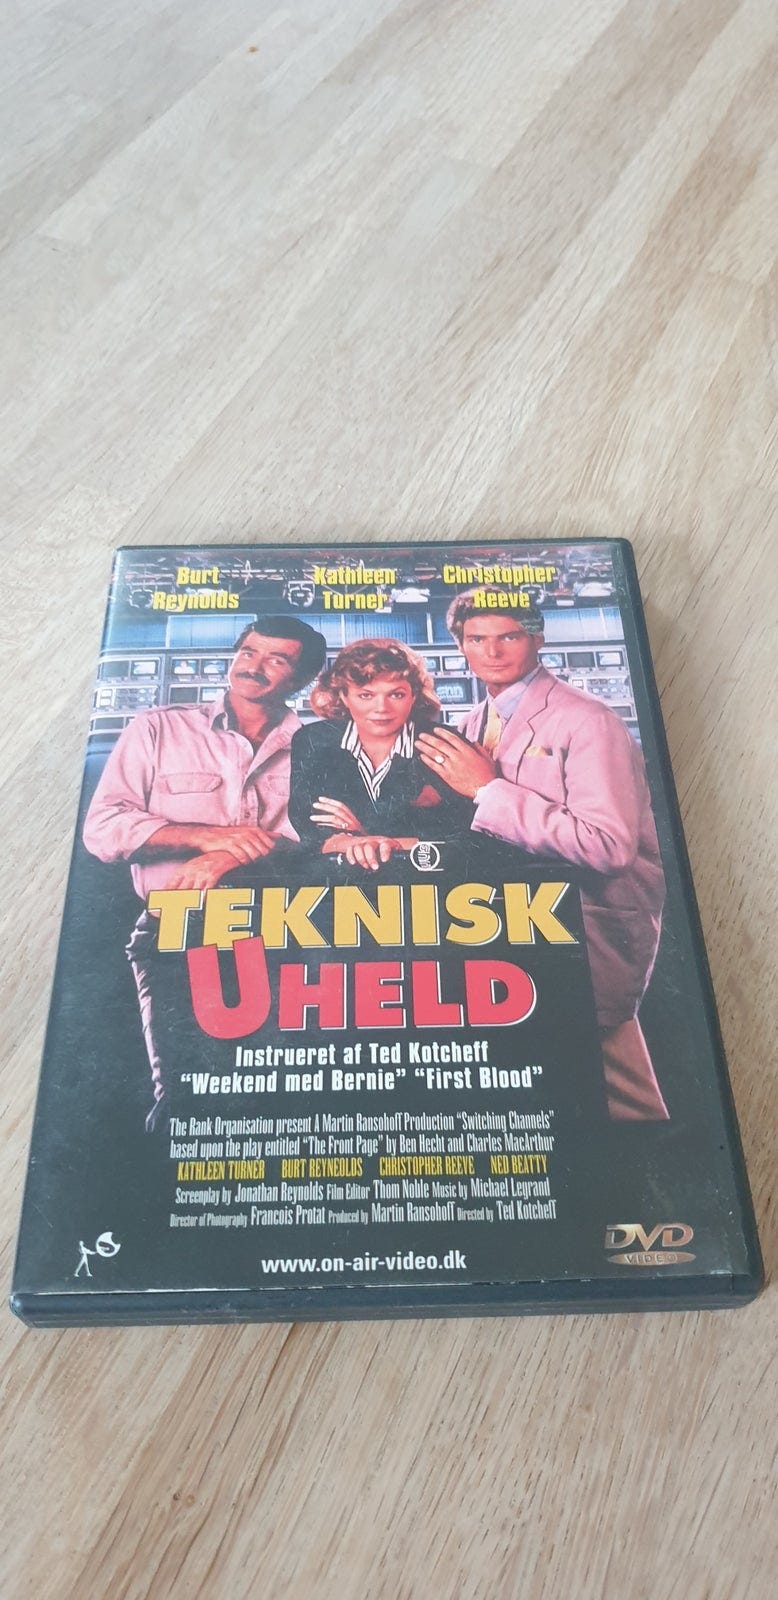 Burt Kathleen Christopher
Reynolds Turner Reeve
TEKNISK
UHELD
Instrueret af Ted Kotcheff
"Weekend med Bernie" "First Blood"
The Rank Organisation present A Martin Ransohoff Production "Switching Channels"
based upon the play entitled "The Front Page" by Ben Hecht and Charles MacArthur
KATHLEEN TURNER BURT REYNEOLDS CHRISTOPHER REEVE NED BEATTY
Screenplay by Jonathan Reynolds Film Editor Thom Noble Music by Michael Legrand
Director of Photography Francois Protat Produced by Martin Ransohoff Directed by Ted Kotcheff
www.on-air-video.dk
DVD
VIDEO